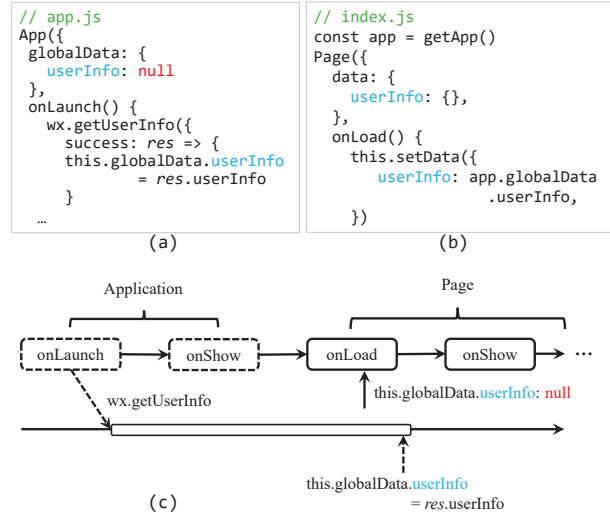 // app.js
App({
globalData: {
userInfo: null
},
onLaunch() {
wx.getUserInfo({
success: res => {
this.globalData.userInfo
= res.userInfo
}
…
(a)
// index.js
const app = getApp()
Page({
data: {
userInfo: {},
},
onLoad() {
this.setData({
userInfo: app.globalData
.userInfo,
})
(b)
Application
Page
onLaunch
onShow
onLoad
onShow
...
wx.getUserInfo
this.globalData.userInfo: null
this.globalData.userInfo
= res.userInfo
(c)